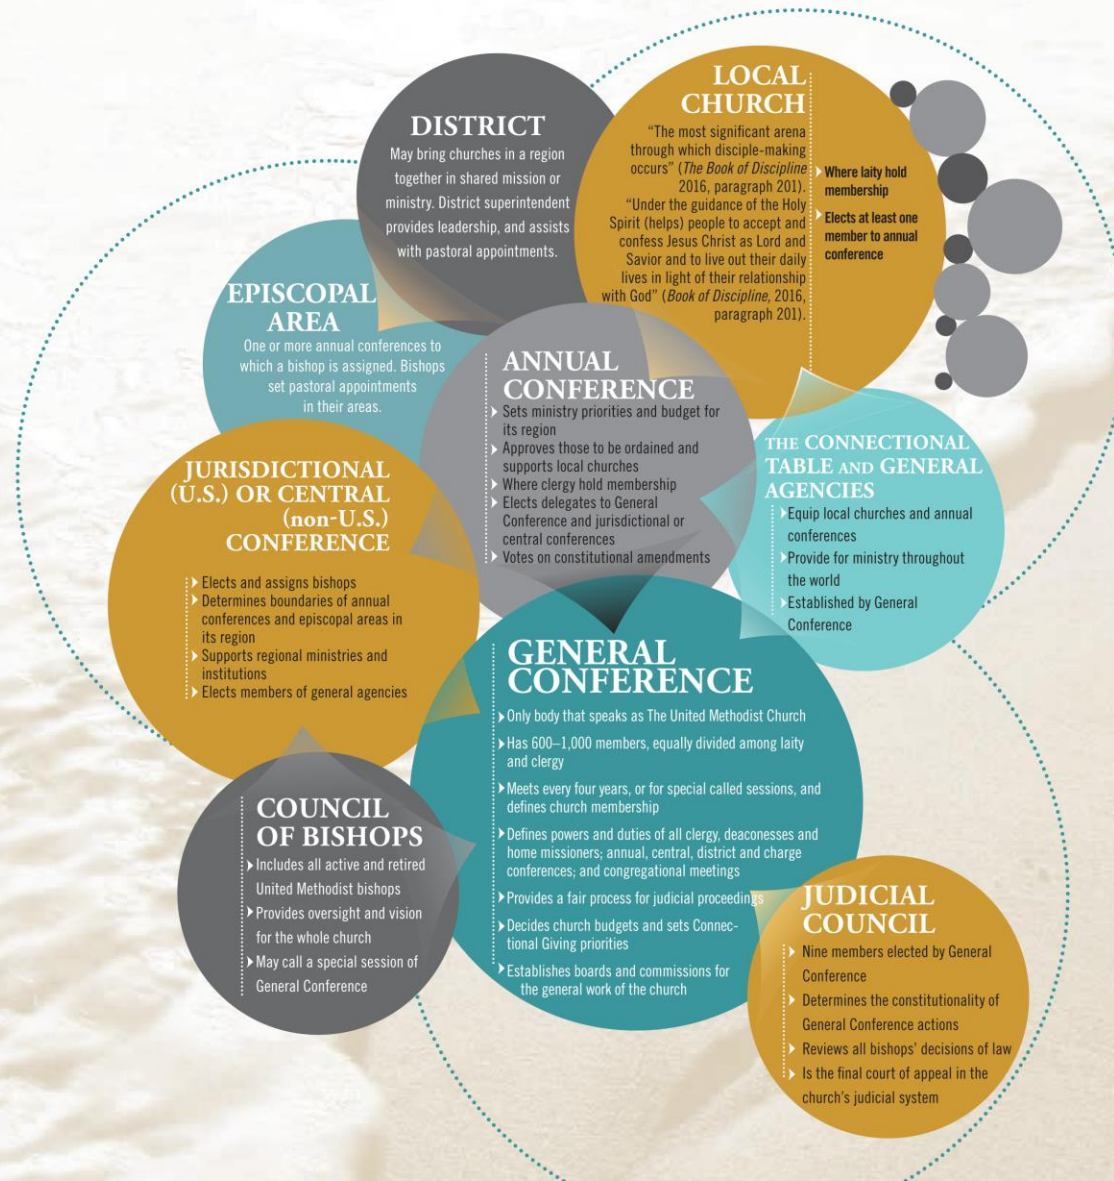 DISTRICT
May bring churches in a region
together in shared mission or
ministry. District superintendent
provides leadership, and assists
with pastoral appointments.
LOCAL
CHURCH
“The most significant arena
through which disciple-making
occurs” (The Book of Discipline
2016, paragraph 201).
“Under the guidance of the Holy
Spirit (helps) people to accept and
confess Jesus Christ as Lord and
Savior and to live out their daily
lives in light of their relationship
with God” (Book of Discipline, 2016,
paragraph 201).
Where laity hold
membership
Elects at least one
member to annual
conference
EPISCOPAL
AREA
One or more annual conferences to
which a bishop is assigned. Bishops
set pastoral appointments
in their areas.
ANNUAL
CONFERENCE
Sets ministry priorities and budget for
its region
Approves those to be ordained and
supports local churches
Where clergy hold membership
Elects delegates to General
Conference and jurisdictional or
central conferences
Votes on constitutional amendments
THE CONNECTIONAL
TABLE AND GENERAL
AGENCIES
Equip local churches and annual
conferences
Provide for ministry throughout
the world
Established by General
Conference
JURISDICTIONAL
(U.S.) OR CENTRAL
(non-U.S.)
CONFERENCE
Elects and assigns bishops
Determines boundaries of annual
conferences and episcopal areas in
its region
Supports regional ministries and
institutions
Elects members of general agencies
GENERAL
CONFERENCE
Only body that speaks as The United Methodist Church
Has 600–1,000 members, equally divided among laity
and clergy
Meets every four years, or for special called sessions, and
defines church membership
Defines powers and duties of all clergy, deaconesses and
home missioners; annual, central, district and charge
conferences; and congregational meetings
Provides a fair process for judicial proceedings
Decides church budgets and sets Connec-
tional Giving priorities
Establishes boards and commissions for
the general work of the church
COUNCIL
OF BISHOPS
Includes all active and retired
United Methodist bishops
Provides oversight and vision
for the whole church
May call a special session of
General Conference
JUDICIAL
COUNCIL
Nine members elected by General
Conference
Determines the constitutionality of
General Conference actions
Reviews all bishops’ decisions of law
Is the final court of appeal in the
church’s judicial system